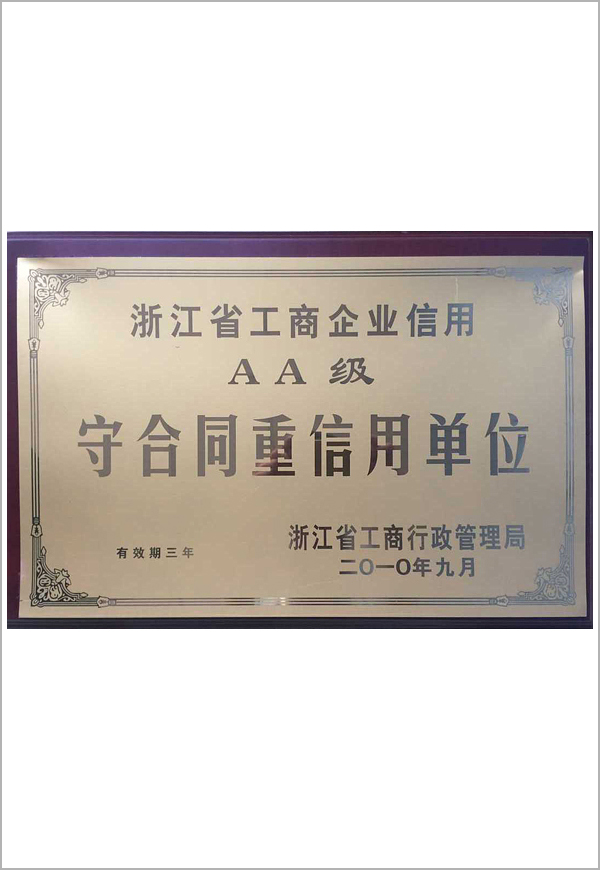 浙江省工商企业信用
AA级
守合同重信用单位
有效期三年
浙江省工商行政管理局
二〇一〇年九月